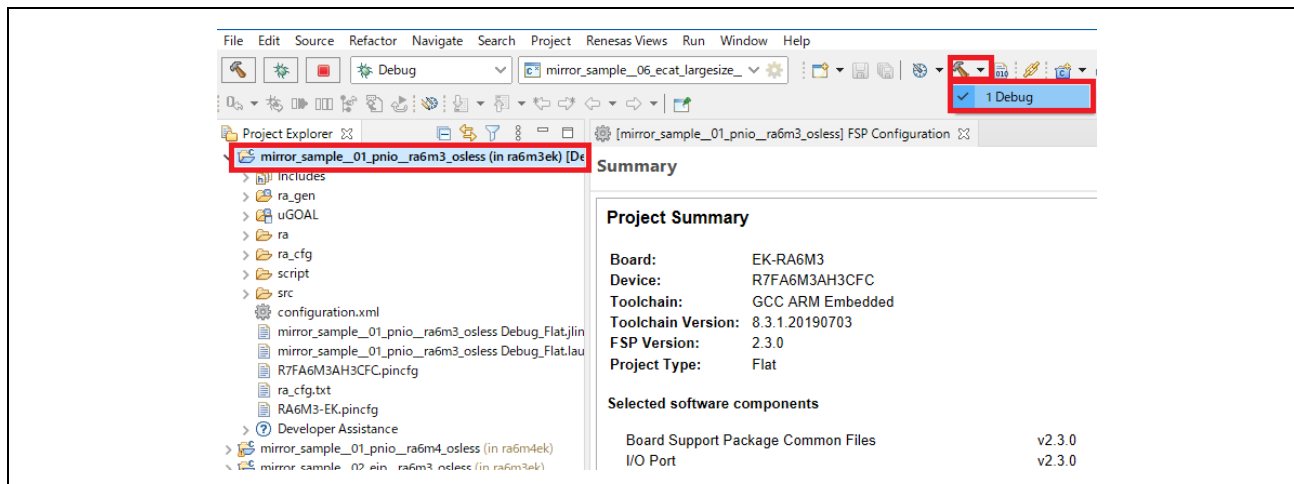 File Edit Source Refactor Navigate Search Project Renesas Views Run Window Help
Debug
mirror_sample__06_ecat_largesize_
1 Debug
Project Explorer
[mirror_sample__01_pnio__ra6m3_osless] FSP Configuration
mirror_sample__01_pnio__ra6m3_osless (in ra6m3ek) [De
Includes
ra_gen
uGOAL
ra
ra_cfg
script
src
configuration.xml
mirror_sample__01_pnio__ra6m3_osless Debug_Flat.jlin
mirror_sample__01_pnio__ra6m3_osless Debug_Flat.lau
R7FA6M3AH3CFC.pincfg
ra_cfg.txt
RA6M3-EK.pincfg
Developer Assistance
mirror_sample__01_pnio__ra6m4_osless (in ra6m4ek)
mirror_sample__02_eip__ra6m3_osless (in ra6m3ek)
Summary
Project Summary
Board: EK-RA6M3
Device: R7FA6M3AH3CFC
Toolchain: GCC ARM Embedded
Toolchain Version: 8.3.1.20190703
FSP Version: 2.3.0
Project Type: Flat
Selected software components
Board Support Package Common Files v2.3.0
I/O Port v2.3.0